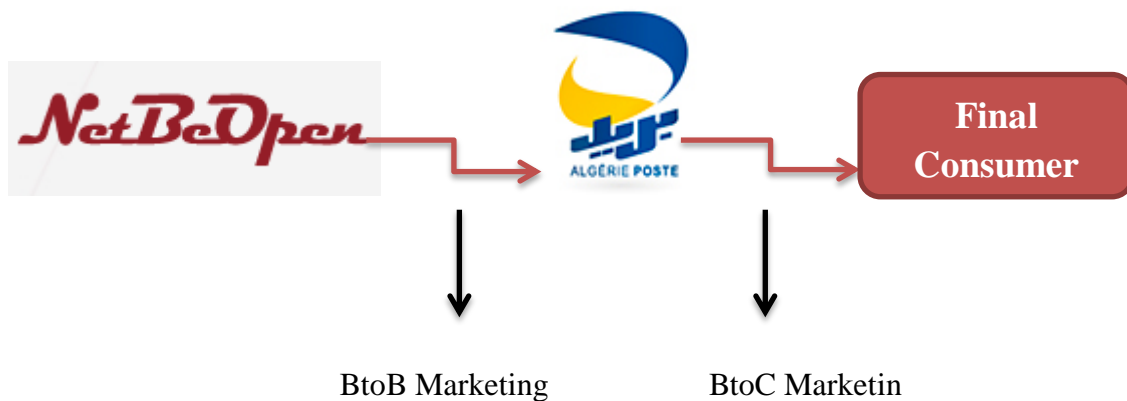 NetBeOpen
ALGÉRIE POSTE
Final
Consumer
BtoB Marketing
BtoC Marketin